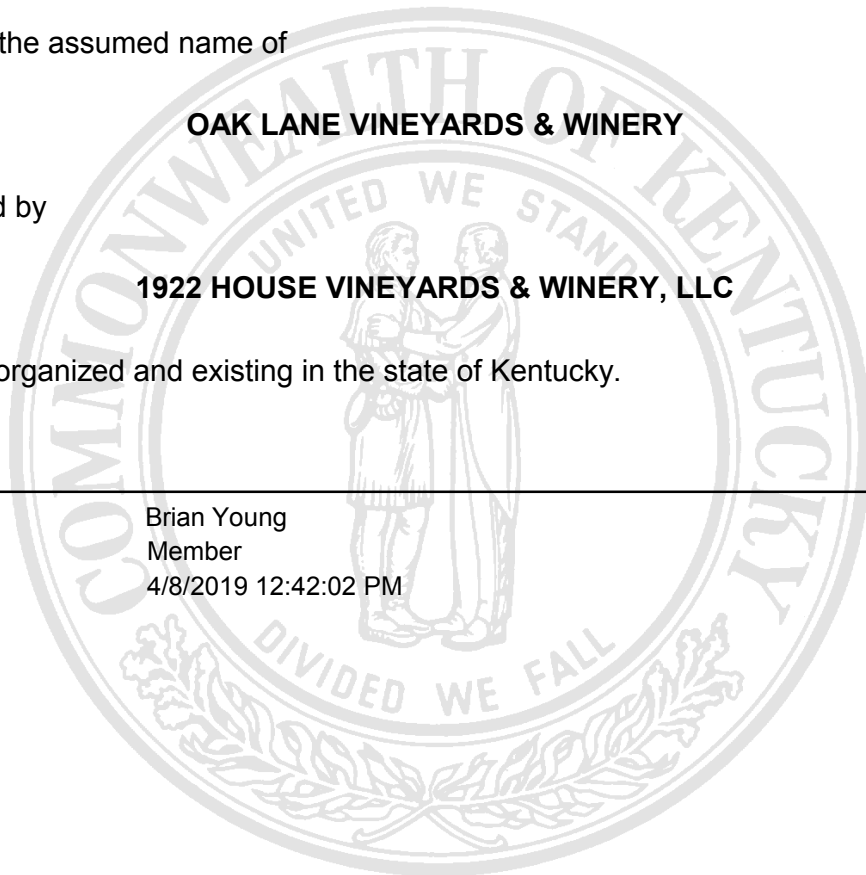 the assumed name of
OAK LANE VINEYARDS & WINERY
d by
1922 HOUSE VINEYARDS & WINERY, LLC
organized and existing in the state of Kentucky.
Brian Young
Member
4/8/2019 12:42:02 PM
COMMONWEALTH OF KENTUCKY
UNITED WE STAND
DIVIDED WE FALL